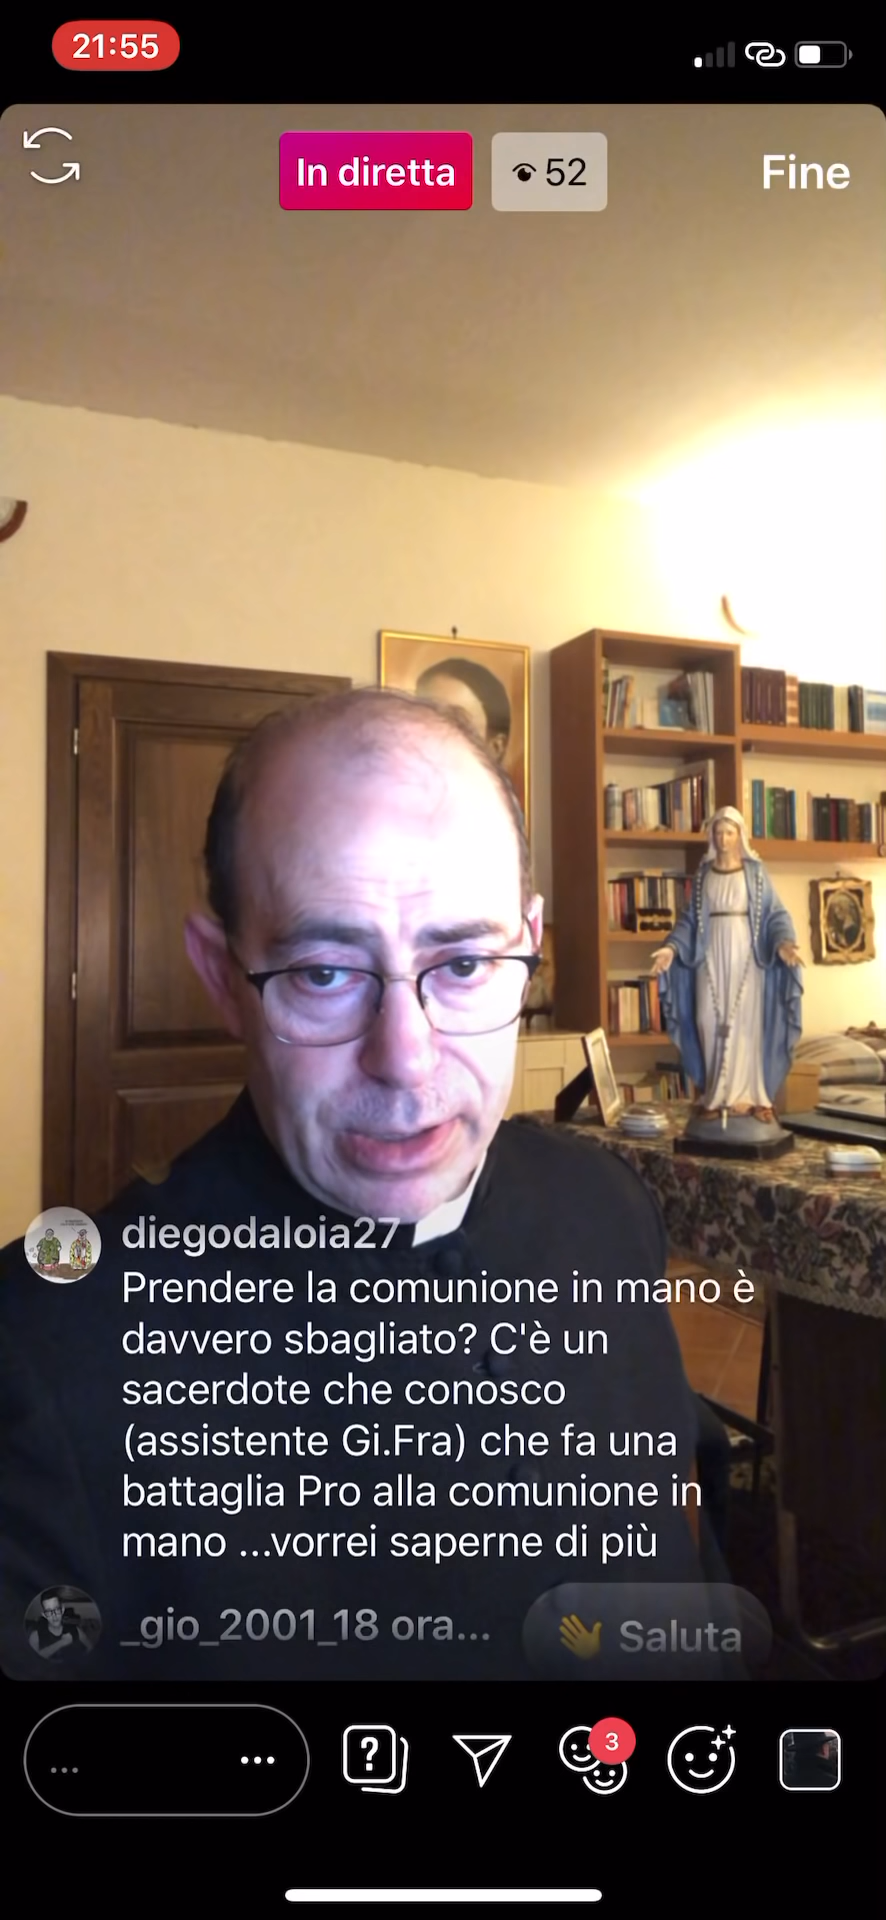 21:55
In diretta
52
Fine
diegodaloia27
Prendere la comunione in mano è
davvero sbagliato? C'è un
sacerdote che conosco
(assistente Gi.Fra) che fa una
battaglia Pro alla comunione in
mano ...vorrei saperne di più
_gio_2001_18 ora...
👋 Saluta
...
3